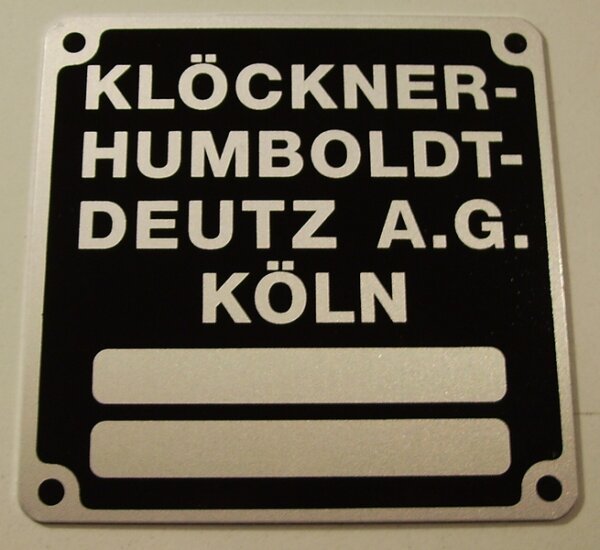 KLÖCKNER-
HUMBOLDT-
DEUTZ A.G.
KÖLN